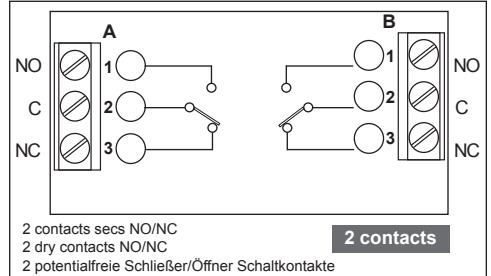 A B
NO 1 1 NO
C 2 2 C
NC 3 3 NC
2 contacts secs NO/NC
2 dry contacts NO/NC
2 potentialfreie Schließer/Öffner Schaltkontakte
2 contacts